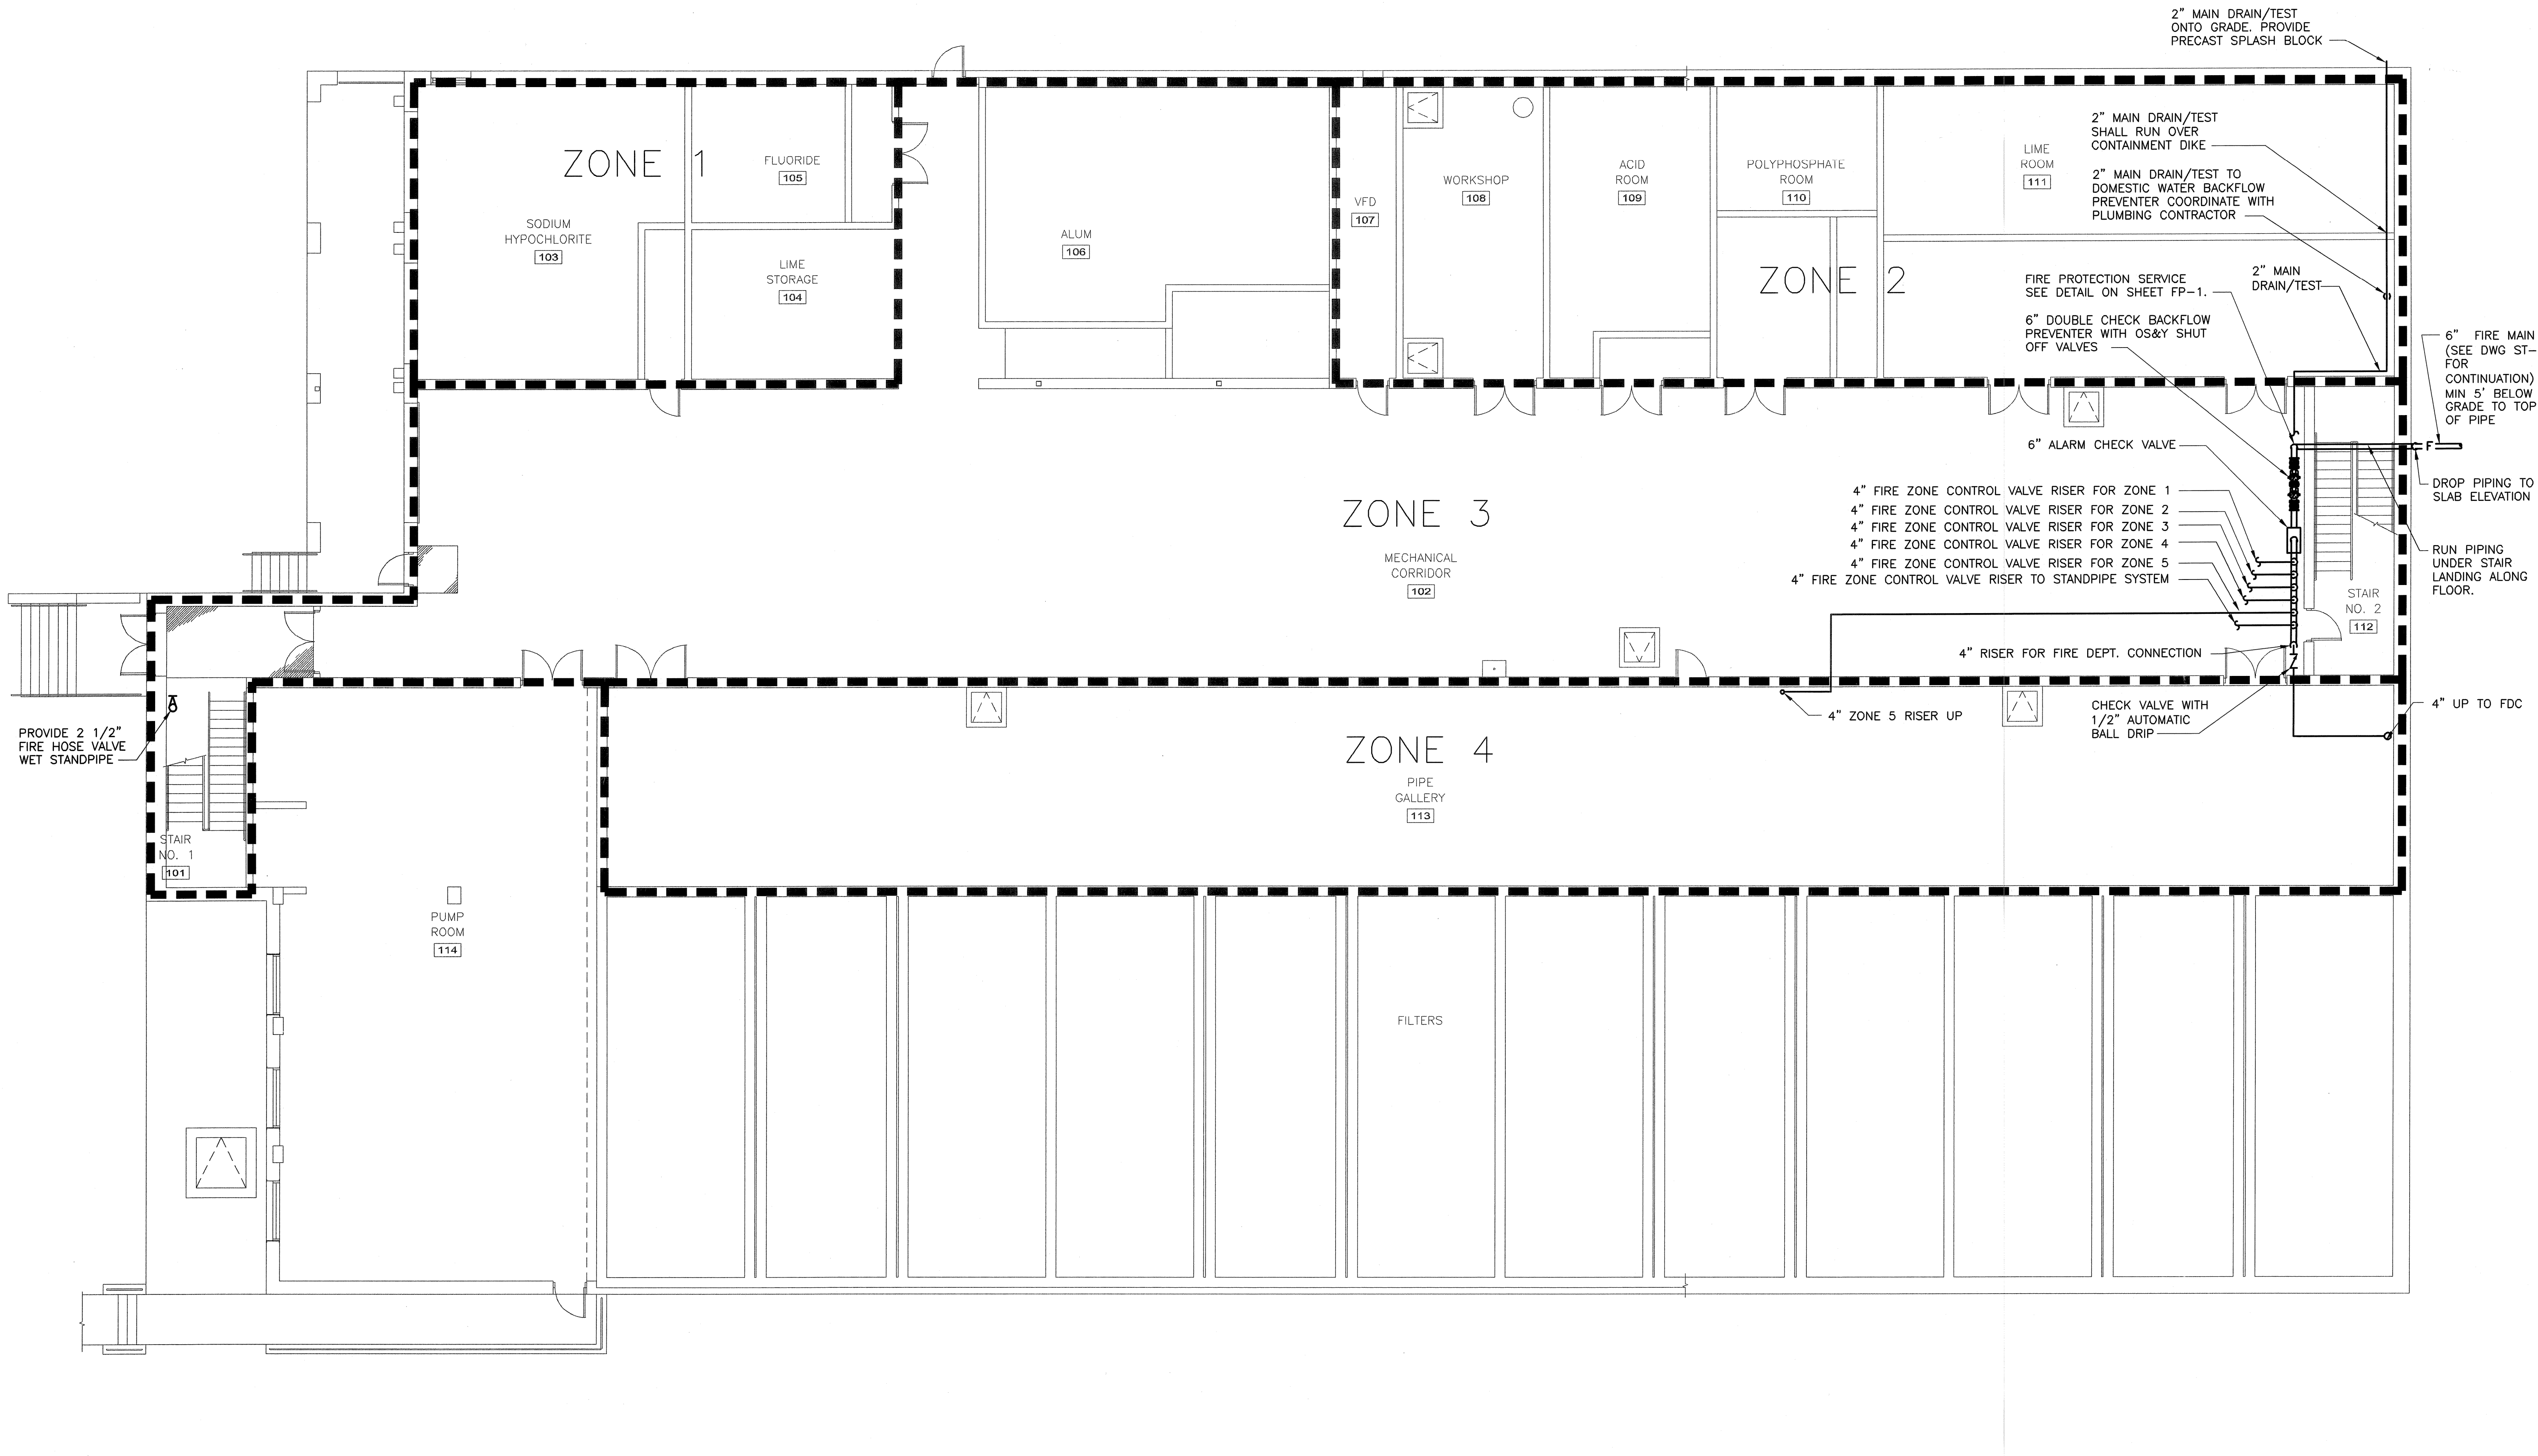 2" MAIN DRAIN/TEST
ONTO GRADE. PROVIDE
PRECAST SPLASH BLOCK
2" MAIN DRAIN/TEST
SHALL RUN OVER
CONTAINMENT DIKE
2" MAIN DRAIN/TEST TO
DOMESTIC WATER BACKFLOW
PREVENTER COORDINATE WITH
PLUMBING CONTRACTOR
ZONE 1
FLUORIDE
105
SODIUM
HYPOCHLORITE
103
LIME
STORAGE
104
ALUM
106
VFD
107
WORKSHOP
108
ACID
ROOM
109
POLYPHOSPHATE
ROOM
110
LIME
ROOM
111
ZONE 2
FIRE PROTECTION SERVICE
SEE DETAIL ON SHEET FP-1.
2" MAIN
DRAIN/TEST
6" DOUBLE CHECK BACKFLOW
PREVENTER WITH OS&Y SHUT
OFF VALVES
6" FIRE MAIN
(SEE DWG ST-
FOR
CONTINUATION)
MIN 5' BELOW
GRADE TO TOP
OF PIPE
F
6" ALARM CHECK VALVE
DROP PIPING TO
SLAB ELEVATION
ZONE 3
MECHANICAL
CORRIDOR
102
4" FIRE ZONE CONTROL VALVE RISER FOR ZONE 1
4" FIRE ZONE CONTROL VALVE RISER FOR ZONE 2
4" FIRE ZONE CONTROL VALVE RISER FOR ZONE 3
4" FIRE ZONE CONTROL VALVE RISER FOR ZONE 4
4" FIRE ZONE CONTROL VALVE RISER FOR ZONE 5
4" FIRE ZONE CONTROL VALVE RISER TO STANDPIPE SYSTEM
RUN PIPING
UNDER STAIR
LANDING ALONG
FLOOR.
STAIR
NO. 2
112
4" RISER FOR FIRE DEPT. CONNECTION
4" ZONE 5 RISER UP
CHECK VALVE WITH
1/2" AUTOMATIC
BALL DRIP
4" UP TO FDC
PROVIDE 2 1/2"
FIRE HOSE VALVE
WET STANDPIPE
ZONE 4
PIPE
GALLERY
113
STAIR
NO. 1
101
PUMP
ROOM
114
FILTERS